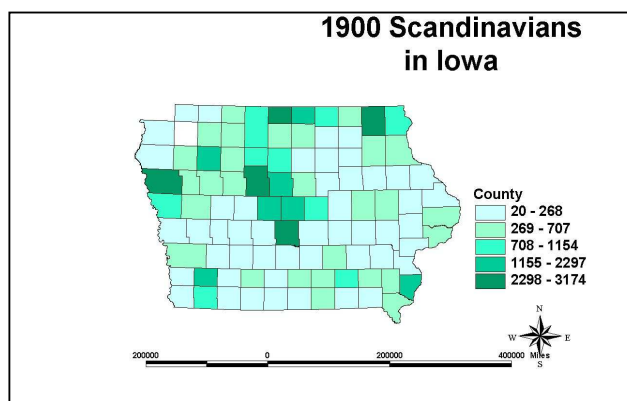 1900 Scandinavians
in Iowa
County
20 - 268
269 - 707
708 - 1154
1155 - 2297
2298 - 3174
N
W E
S
200000 0 200000 400000 Miles